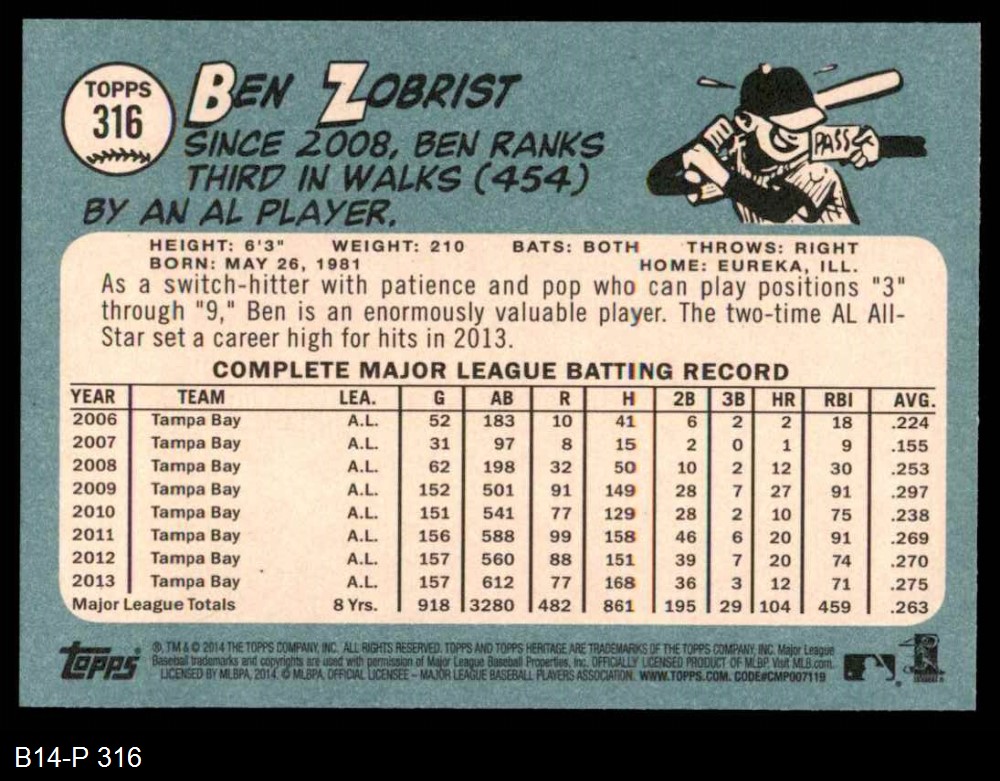 TOPPS
316
BEN ZOBRIST
SINCE 2008, BEN RANKS
THIRD IN WALKS (454)
BY AN AL PLAYER.
PASS
HEIGHT: 6'3" WEIGHT: 210 BATS: BOTH THROWS: RIGHT
BORN: MAY 26, 1981 HOME: EUREKA, ILL.
As a switch-hitter with patience and pop who can play positions "3"
through "9," Ben is an enormously valuable player. The two-time AL All-
Star set a career high for hits in 2013.
COMPLETE MAJOR LEAGUE BATTING RECORD
YEAR TEAM LEA. G AB R H 2B 3B HR RBI AVG.
2006 Tampa Bay A.L. 52 183 10 41 6 2 2 18 .224
2007 Tampa Bay A.L. 31 97 8 15 2 0 1 9 .155
2008 Tampa Bay A.L. 62 198 32 50 10 2 12 30 .253
2009 Tampa Bay A.L. 152 501 91 149 28 7 27 91 .297
2010 Tampa Bay A.L. 151 541 77 129 28 2 10 75 .238
2011 Tampa Bay A.L. 156 588 99 158 46 6 20 91 .269
2012 Tampa Bay A.L. 157 560 88 151 39 7 20 74 .270
2013 Tampa Bay A.L. 157 612 77 168 36 3 12 71 .275
Major League Totals 8 Yrs. 918 3280 482 861 195 29 104 459 .263
Topps
®, TM & © 2014 THE TOPPS COMPANY, INC. ALL RIGHTS RESERVED. TOPPS AND TOPPS HERITAGE ARE TRADEMARKS OF THE TOPPS COMPANY, INC. Major League
Baseball trademarks and copyrights are used with permission of Major League Baseball Properties, Inc. OFFICIALLY LICENSED PRODUCT OF MLBP. Visit MLB.com.
LICENSED BY MLBPA, 2014. © MLBPA, OFFICIAL LICENSEE – MAJOR LEAGUE BASEBALL PLAYERS ASSOCIATION. WWW.TOPPS.COM. CODE#CMP007119
B14-P 316